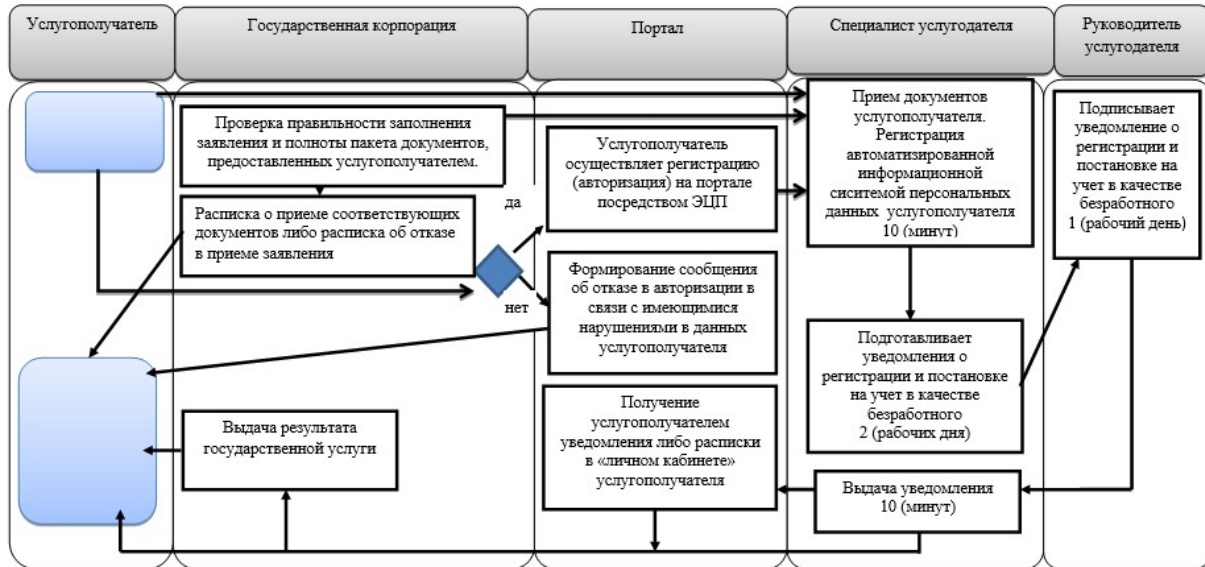 Услугополучатель
Государственная корпорация
Портал
Специалист услугодателя
Руководитель
услугодателя
Проверка правильности заполнения
заявления и полноты пакета документов,
предоставленных услугополучателем.
Расписка о приеме соответствующих
документов либо расписка об отказе
в приеме заявления
да
нет
Выдача результата
государственной услуги
Услугополучатель
осуществляет регистрацию
(авторизация) на портале
посредством ЭЦП
Формирование сообщения
об отказе в авторизации в
связи с имеющимися
нарушениями в данных
услугополучателя
Получение
услугополучателем
уведомления либо расписки
в «личном кабинете»
услугополучателя
Прием документов
услугополучателя.
Регистрация
автоматизированной
информационной
сиситемой персональных
данных услугополучателя
10 (минут)
Подготавливает
уведомления о
регистрации и постановке
на учет в качестве
безработного
2 (рабочих дня)
Выдача уведомления
10 (минут)
Подписывает
уведомление о
регистрации и
постановке на
учет в качестве
безработного
1 (рабочий день)